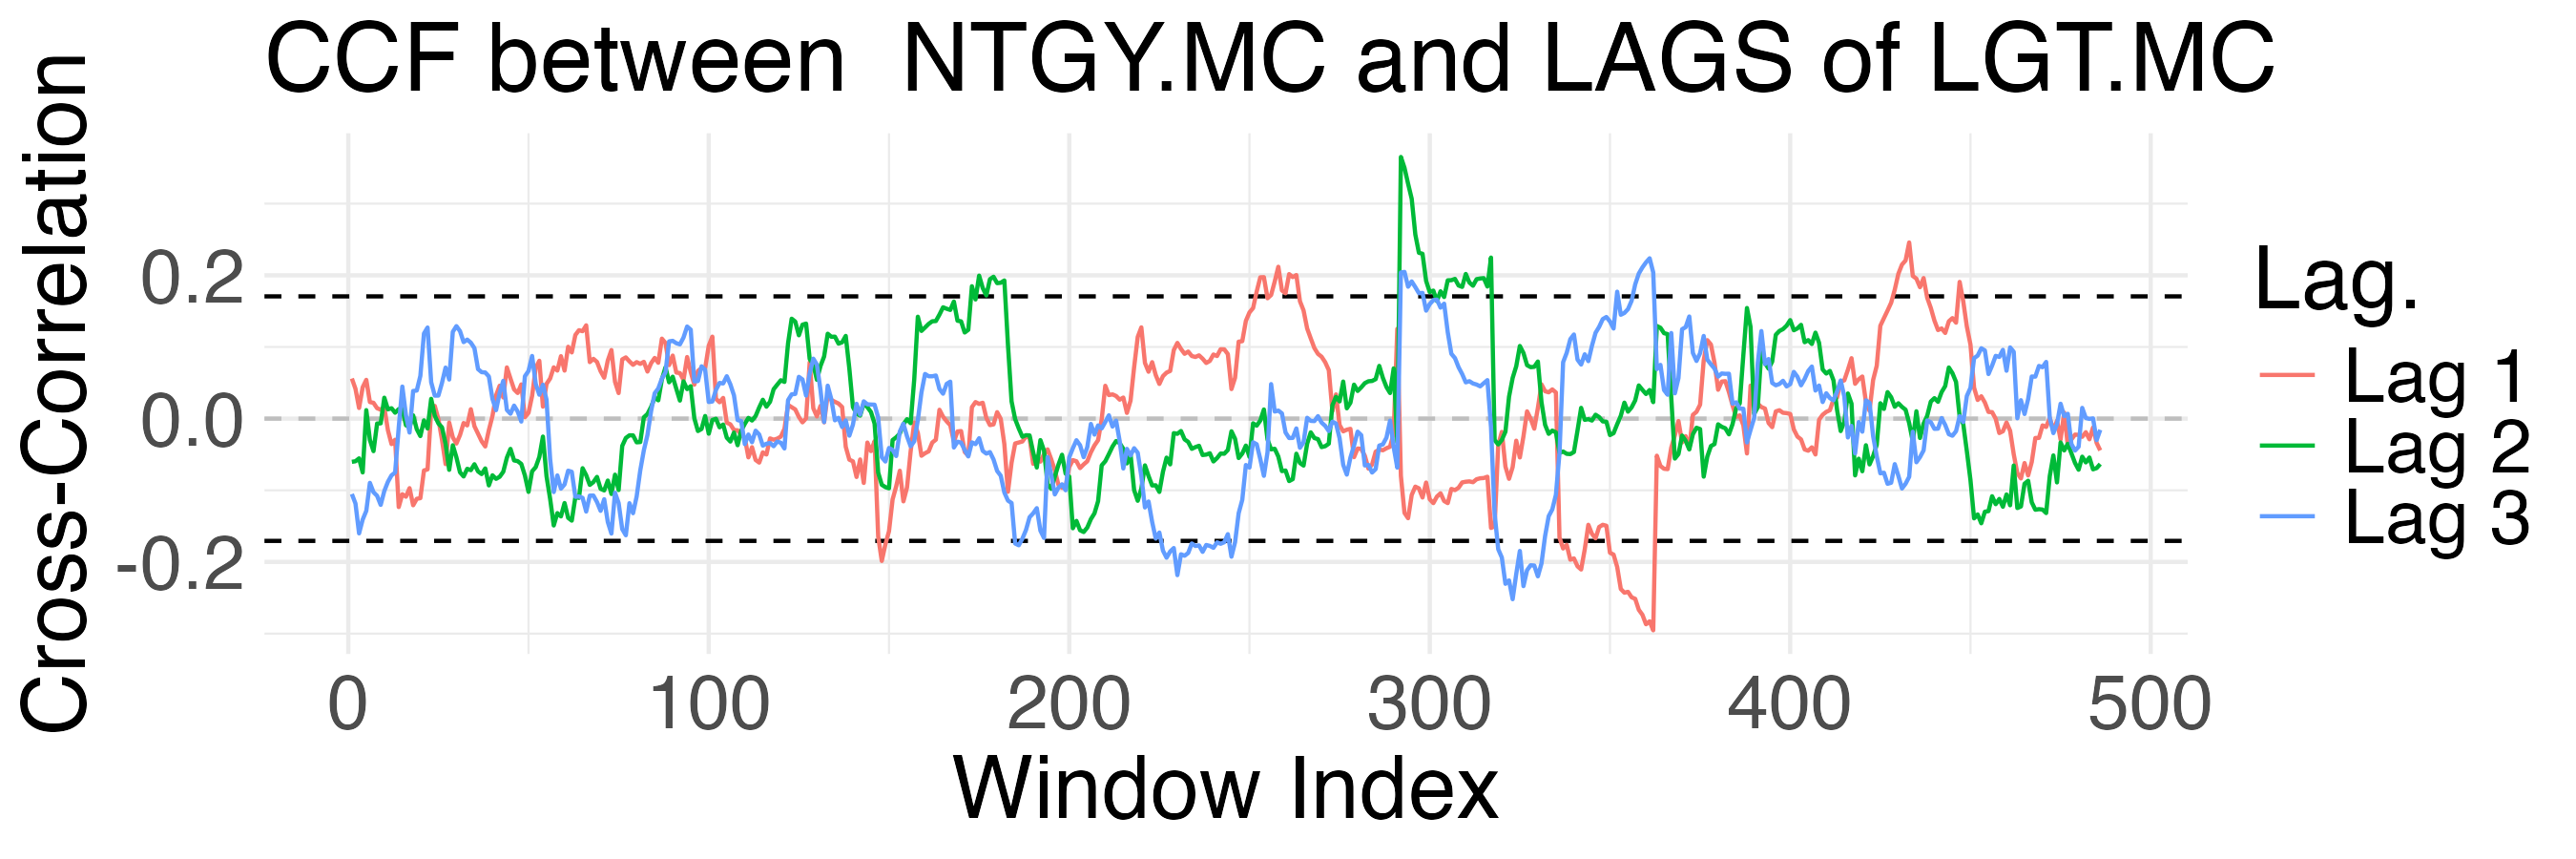 CCF between  NTGY.MC and LAGS of LGT.MC
Cross-Correlation
0.2
0.0
-0.2
0 100 200 300 400 500
Window Index
Lag.
Lag 1
Lag 2
Lag 3